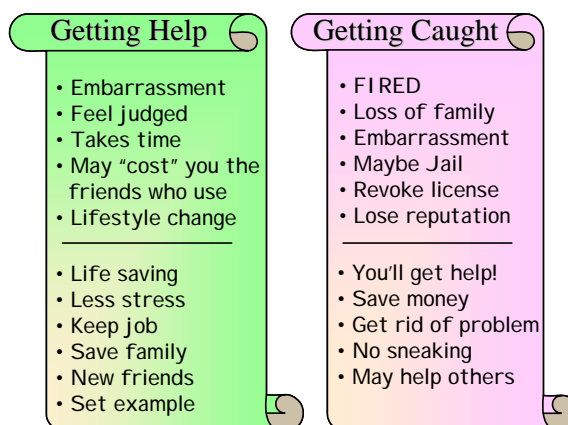 Getting Help
• Embarrassment
• Feel judged
• Takes time
• May “cost” you the
friends who use
• Lifestyle change
• Life saving
• Less stress
• Keep job
• Save family
• New friends
• Set example
Getting Caught
• FIRED
• Loss of family
• Embarrassment
• Maybe Jail
• Revoke license
• Lose reputation
• You'll get help!
• Save money
• Get rid of problem
• No sneaking
• May help others